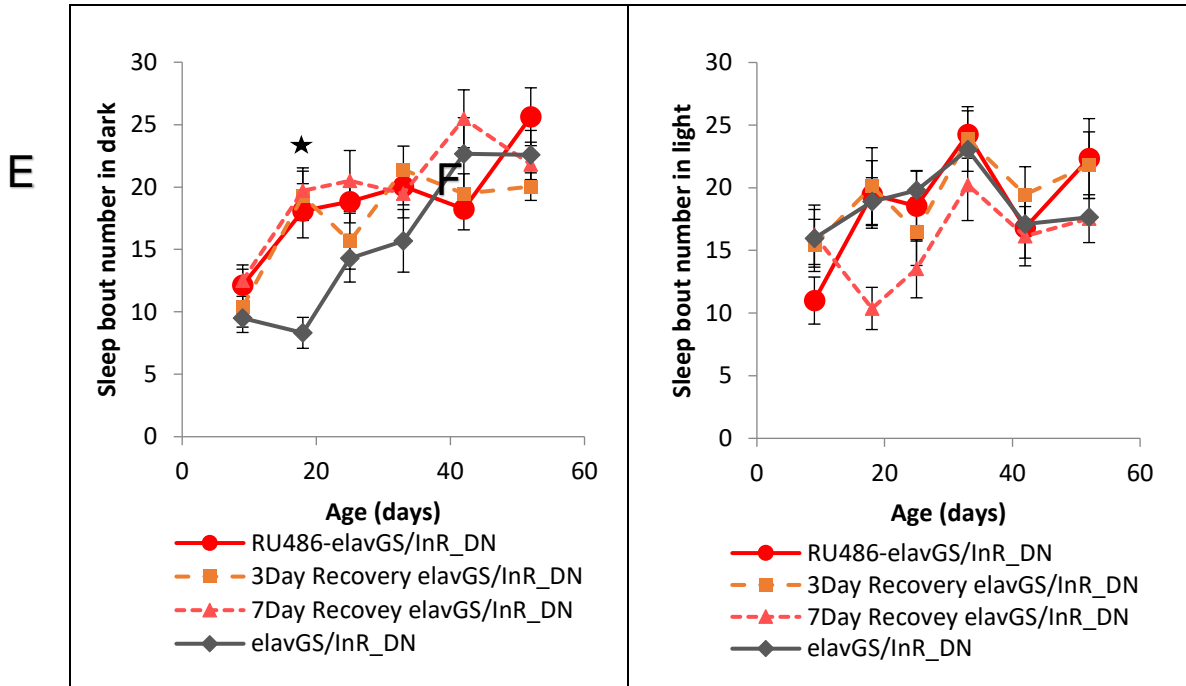 E
F
Sleep bout number in dark
30
25
20
15
10
5
0
0 20 40 60
Age (days)
RU486-elavGS/InR_DN
3Day Recovery elavGS/InR_DN
7Day Recovey elavGS/InR_DN
elavGS/InR_DN
Sleep bout number in light
30
25
20
15
10
5
0
0 20 40 60
Age (days)
RU486-elavGS/InR_DN
3Day Recovery elavGS/InR_DN
7Day Recovey elavGS/InR_DN
elavGS/InR_DN